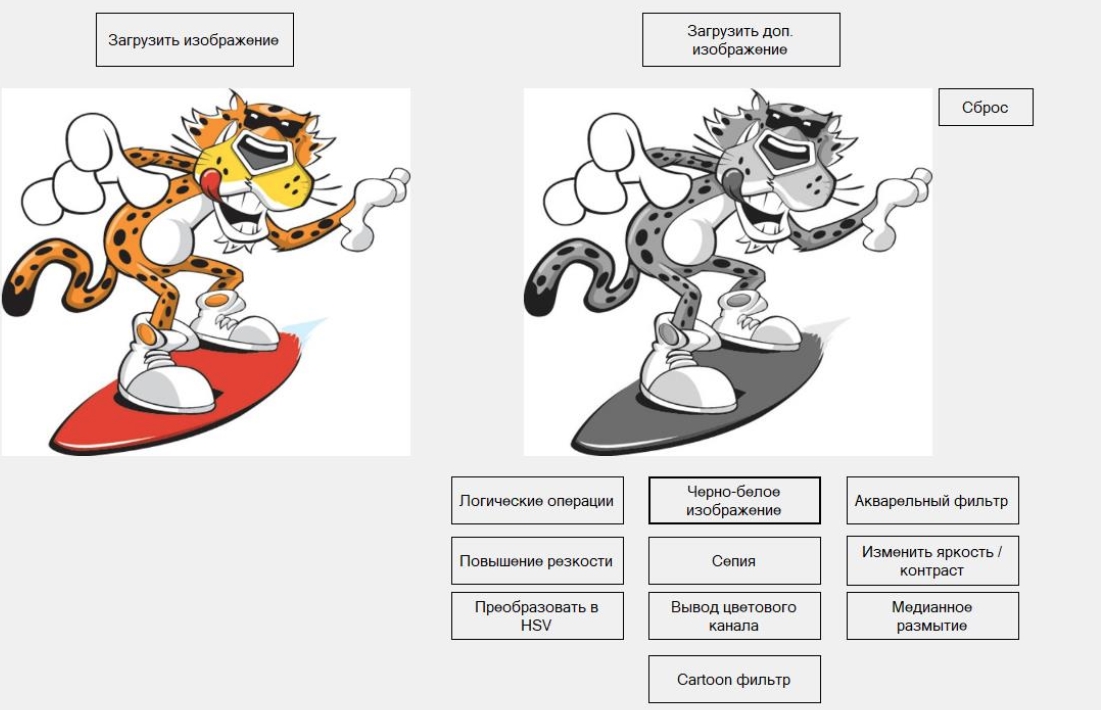 Загрузить изображение
Загрузить доп.
изображение
Сброс
Логические операции
Черно-белое
изображение
Акварельный фильтр
Повышение резкости
Сепия
Изменить яркость /
контраст
Преобразовать в
HSV
Вывод цветового
канала
Медианное
размытие
Cartoon фильтр